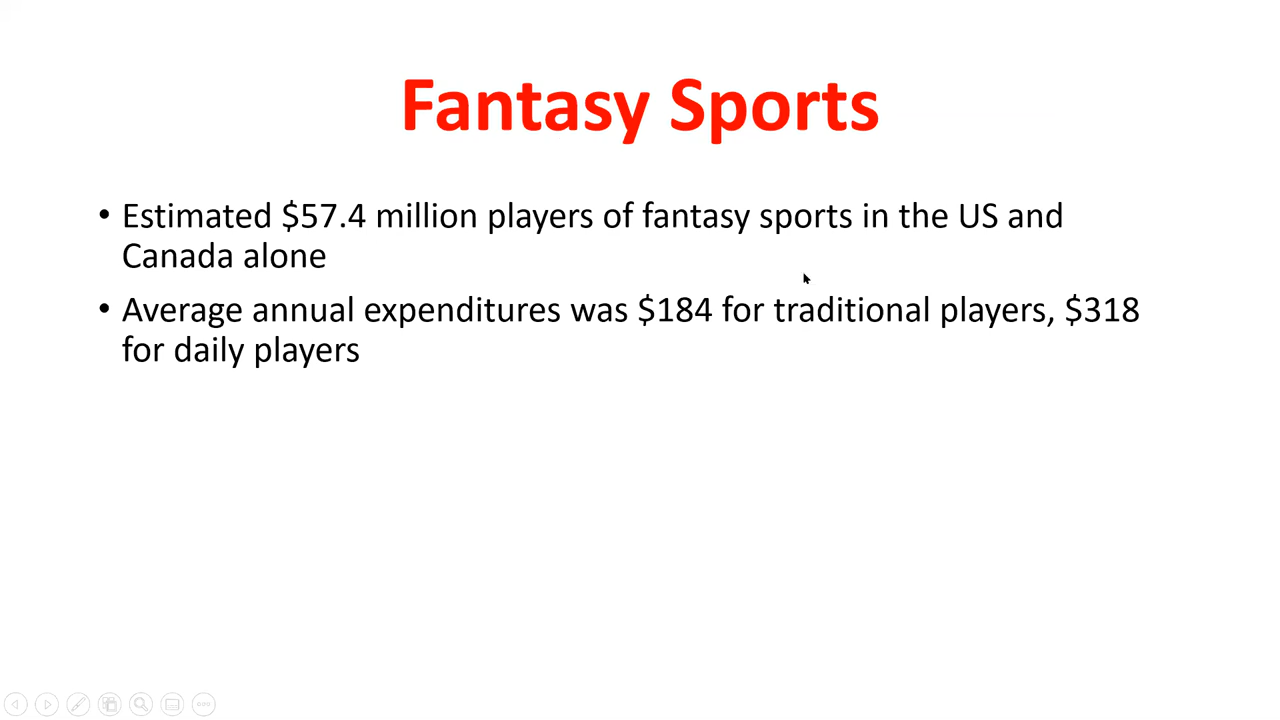 Fantasy Sports
• Estimated $57.4 million players of fantasy sports in the US and
Canada alone
• Average annual expenditures was $184 for traditional players, $318
for daily players